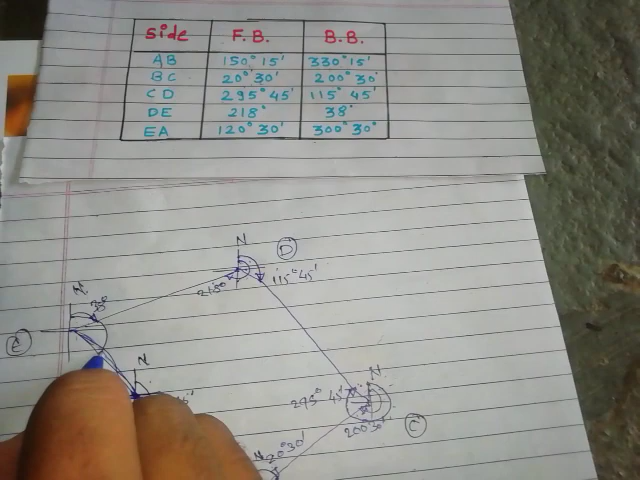 Side F.B. B.B.
AB 150° 15' 330° 15'
BC 20° 30' 200° 30'
CD 295° 45' 115° 45'
DE 218° 38°
EA 120° 30' 300° 30'
N D
115° 45'
218°
N 38°
E
N
N
295° 45'
200° 30' C
N 20° 30'